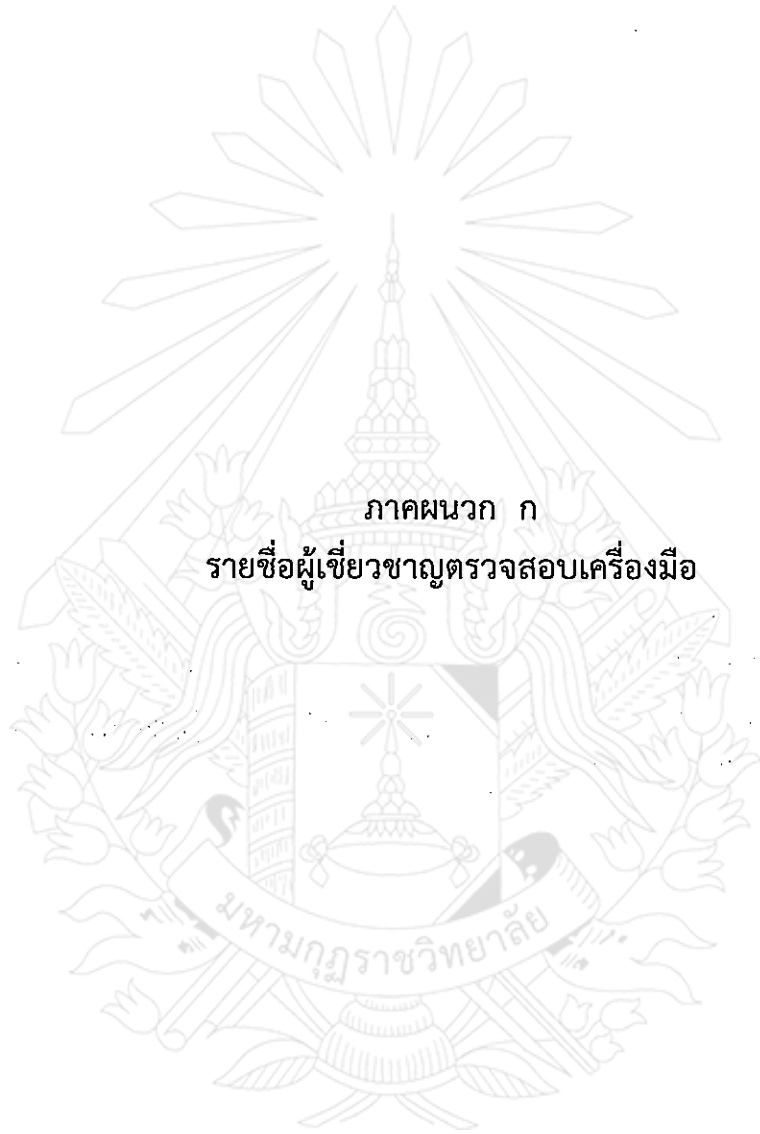 ภาคผนวก ก
รายชื่อผู้เชี่ยวชาญตรวจสอบเครื่องมือ
มหามกุฏราชวิทยาลัย